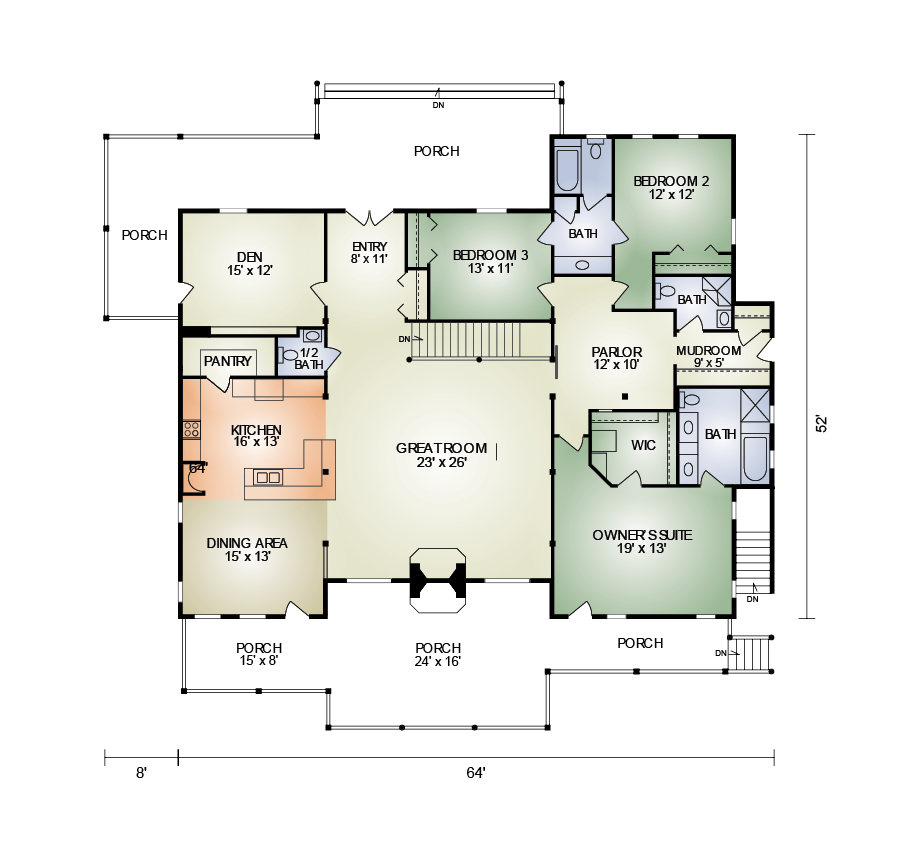 DN
PORCH
PORCH
BEDROOM 2
12' x 12'
BATH
ENTRY
8' x 11'
DEN
15' x 12'
BEDROOM 3
13' x 11'
BATH
DN
PANTRY
1/2
BATH
PARLOR
12' x 10'
MUDROOM
9' x 5'
52'
KITCHEN
16' x 13'
GREAT ROOM
23' x 26'
WIC
BATH
64'
DINING AREA
15' x 13'
OWNER'S SUITE
19' x 13'
DN
PORCH
15' x 8'
PORCH
24' x 16'
PORCH
DN
8'
64'